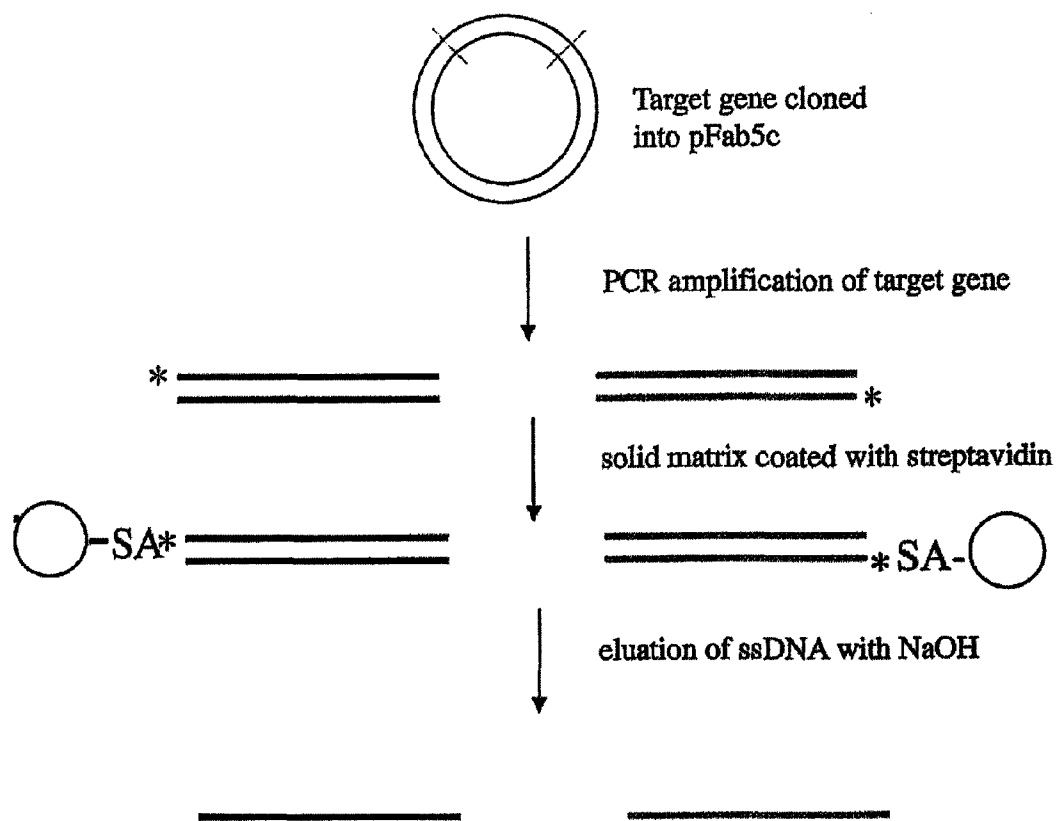 Target gene cloned
into pFab5c
PCR amplification of target gene
*
*
solid matrix coated with streptavidin
SA*
*SA-
eluation of ssDNA with NaOH